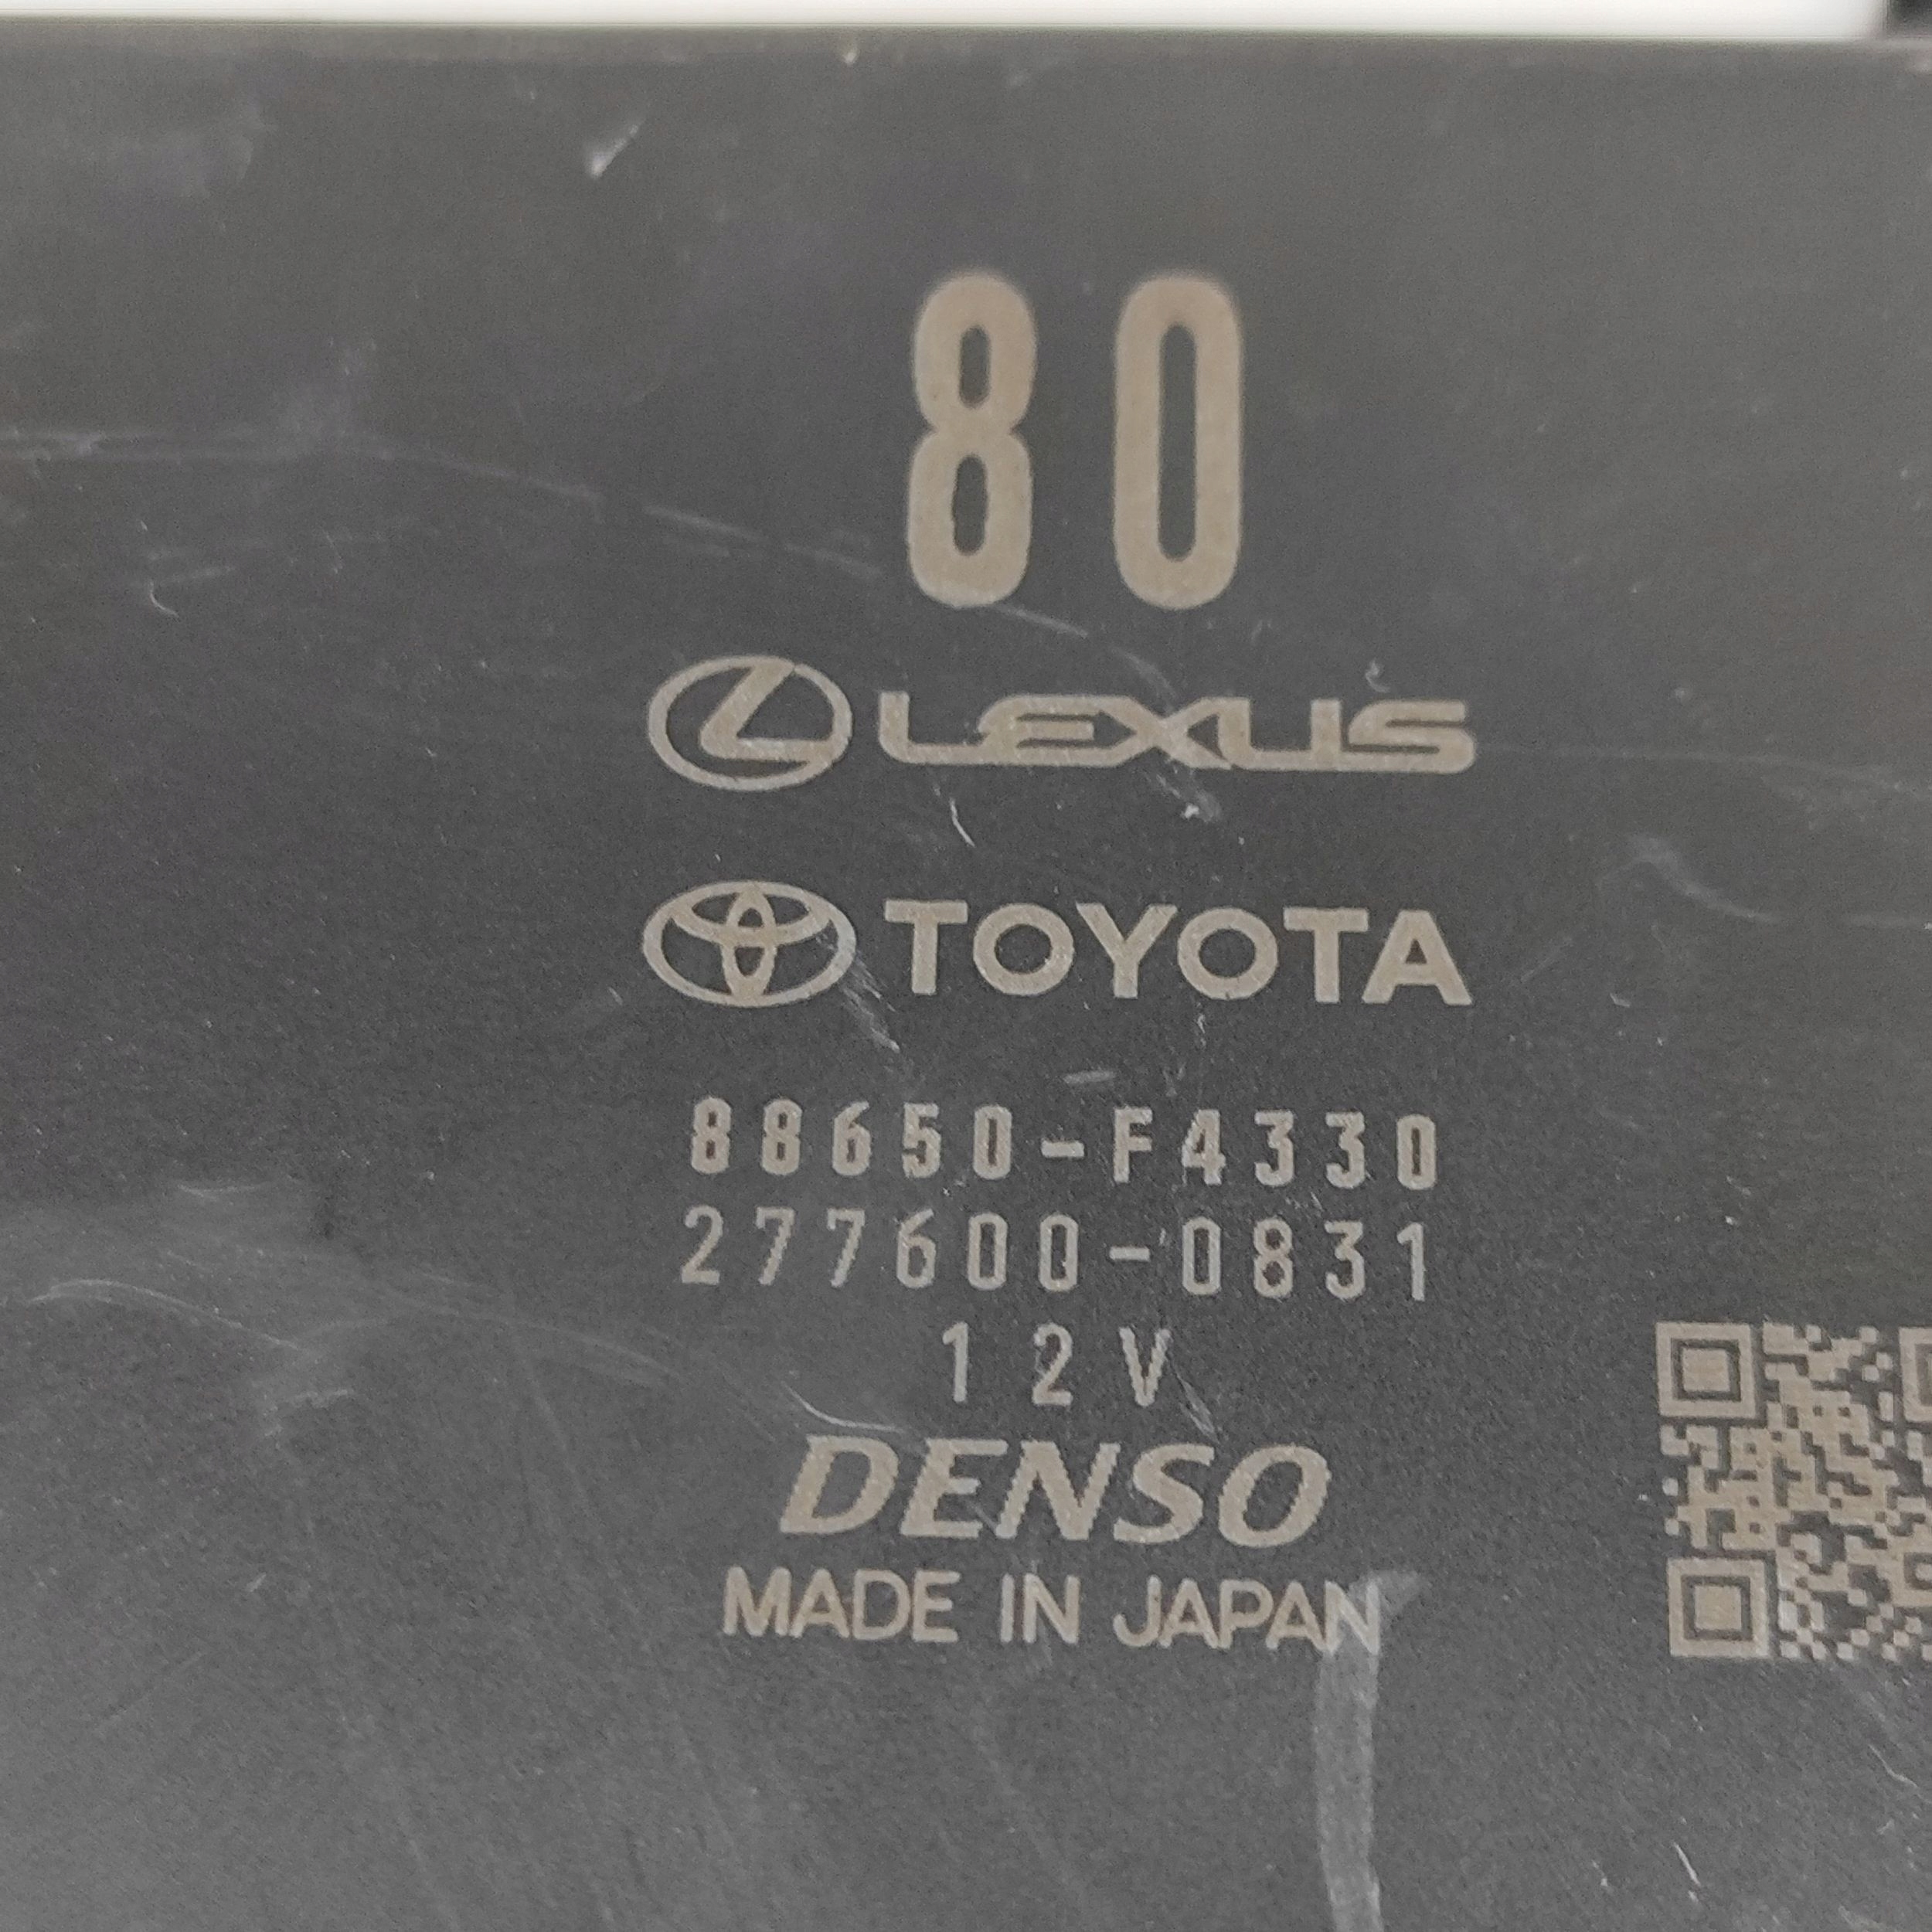 80
LEXUS
TOYOTA
88650-F4330
277600-0831
12V
DENSO
MADE IN JAPAN